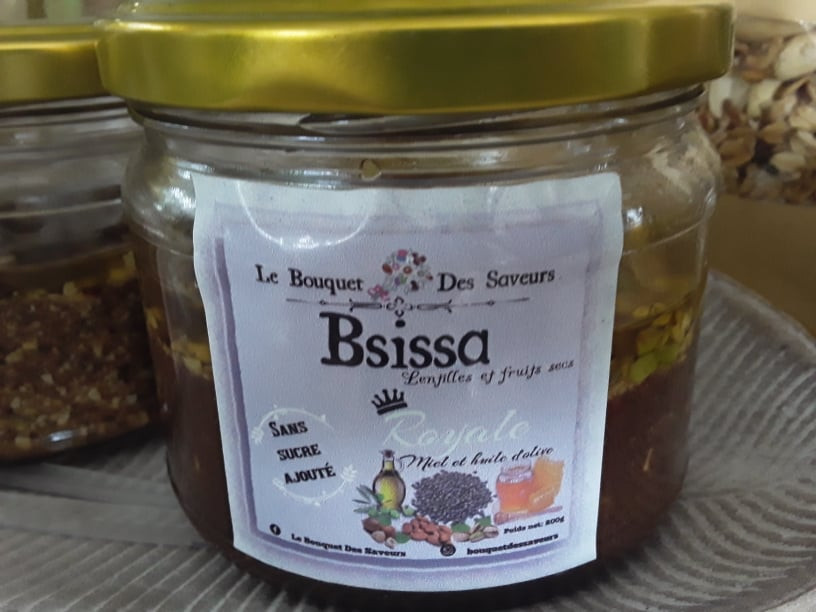 Le Bouquet Des Saveurs
Bsissa
Lentilles et fruits secs
Royale
Miel et huile d'olive
SANS
SUCRE
AJOUTÉ
Poids net: 200g
Le Bouquet Des Saveurs
bouquetdessaveurs